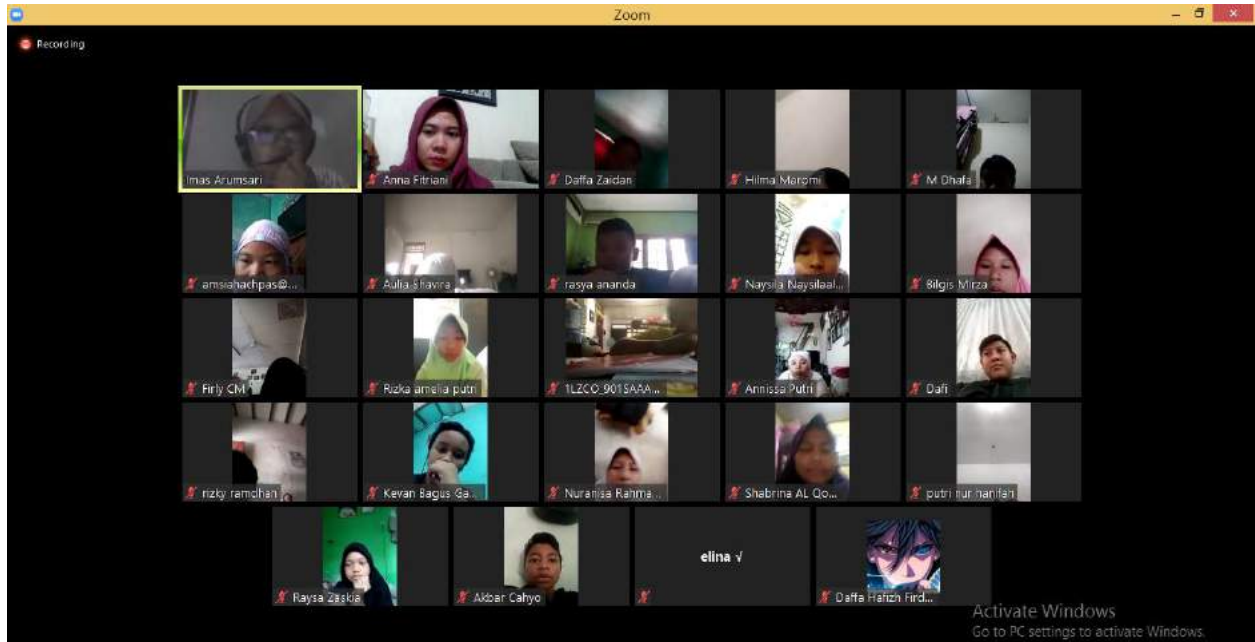 Zoom
Recording
Imas Arumsari
Anna Fitriani
Daffa Zaidan
Hilma Maromi
M Dhafa
amsiahachpas@...
Aulia Shavira
rasya ananda
Naysila Naysilaal...
Bilgis Mirza
Firly CM
Rizka amelia putri
1LZCO_901SAAA...
Annissa Putri
Dafi
rizky ramdhan
Kevan Bagus Ga...
Nuranisa Rahma...
Shabrina AL Qo...
putri nur hanifah
Raysa Zaskia
Akbar Cahyo
elina √
Daffa Hafizh Fird...
Activate Windows
Go to PC settings to activate Windows.